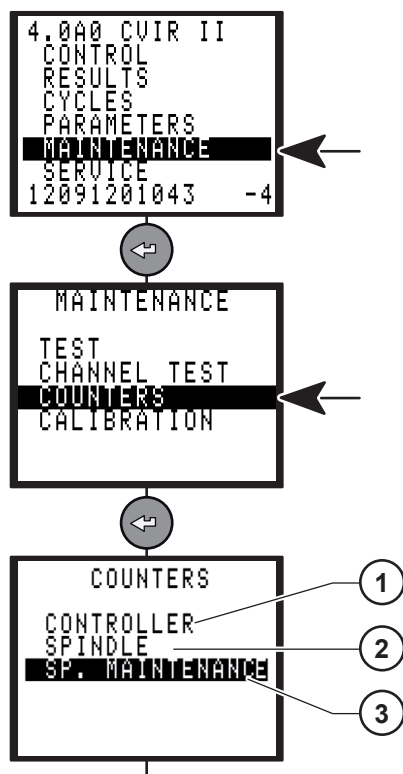 4.0A0 CVIR II
CONTROL
RESULTS
CYCLES
PARAMETERS
MAINTENANCE
SERVICE
12091201043 -4
MAINTENANCE
TEST
CHANNEL TEST
COUNTERS
CALIBRATION
COUNTERS
CONTROLLER
1
SPINDLE
2
SP. MAINTENANCE
3